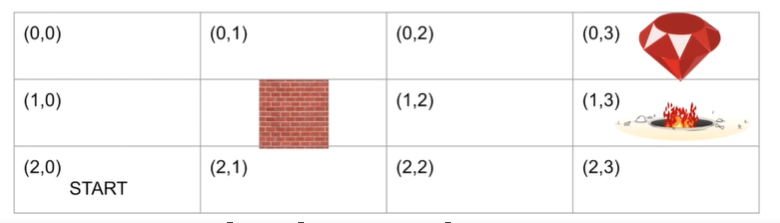 (0,0) (0,1) (0,2) (0,3)
(1,0) (1,2) (1,3)
(2,0) (2,1) (2,2) (2,3)
START